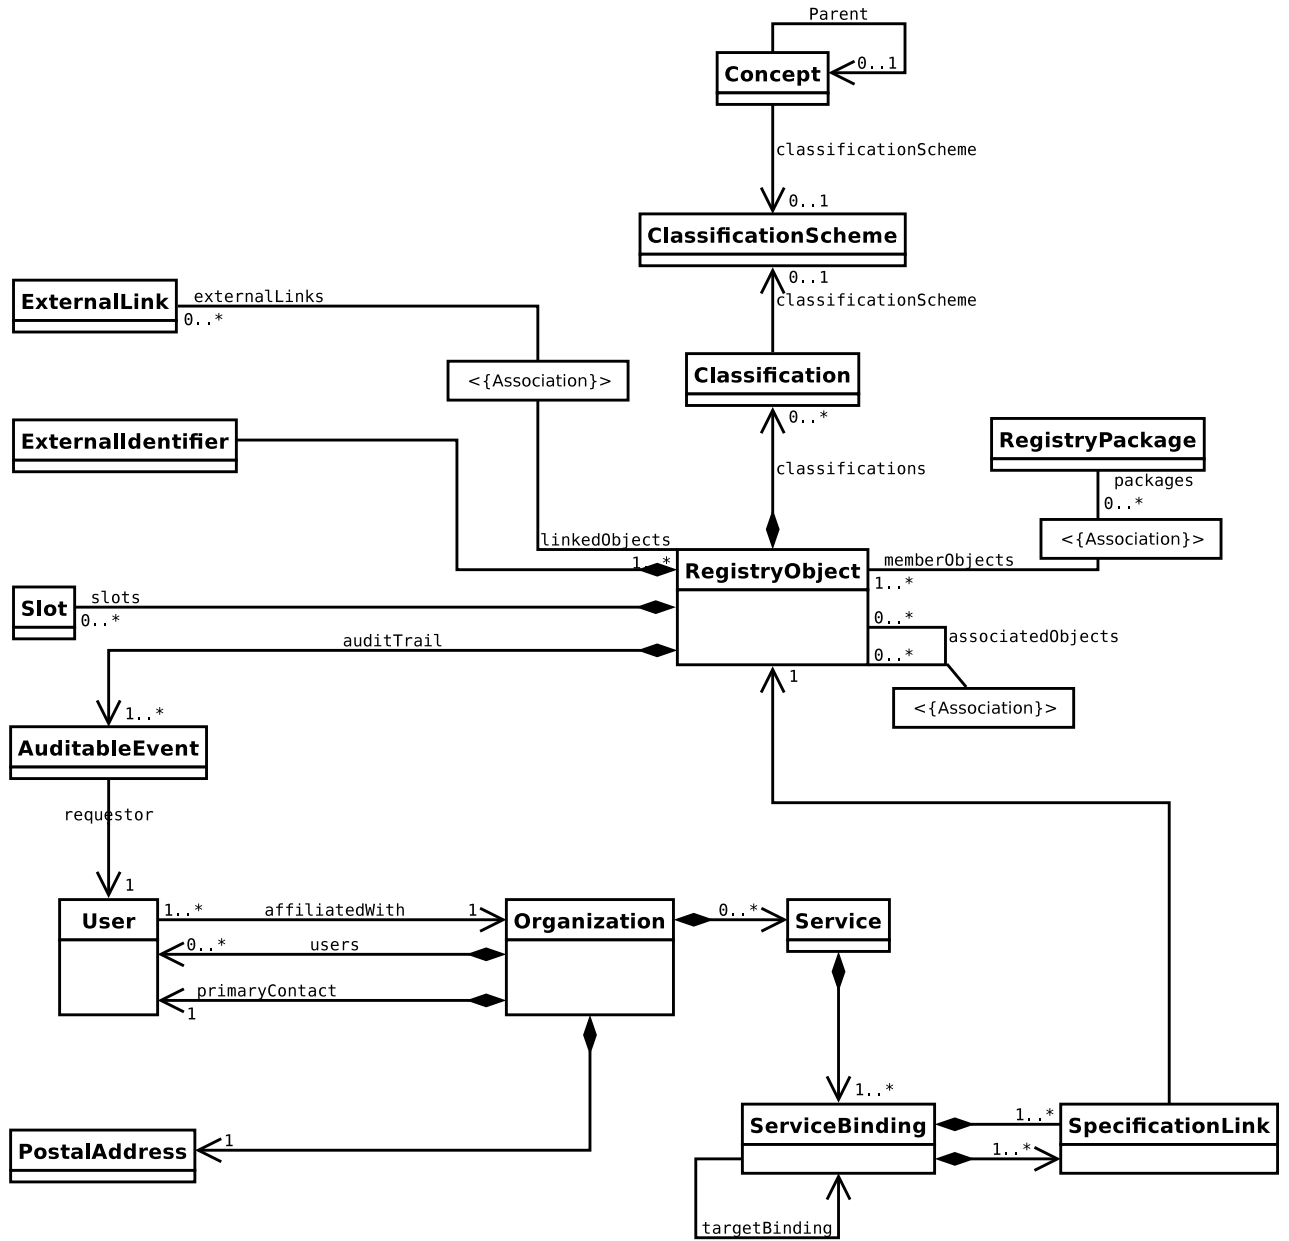 Parent
Concept
0..1
classificationScheme
0..1
ClassificationScheme
0..1
classificationScheme
ExternalLink
externalLinks
0..*
<{Association}>
Classification
0..*
ExternalIdentifier
classifications
RegistryPackage
packages
0..*
<{Association}>
linkedObjects
1..*
RegistryObject
memberObjects
1..*
Slot
slots
0..*
0..*
associatedObjects
0..*
<{Association}>
auditTrail
1
1..*
AuditableEvent
requestor
1
User
1..*
affiliatedWith
1
Organization
0..*
Service
0..*
users
primaryContact
1
1..*
PostalAddress
1
ServiceBinding
1..*
SpecificationLink
1..*
targetBinding